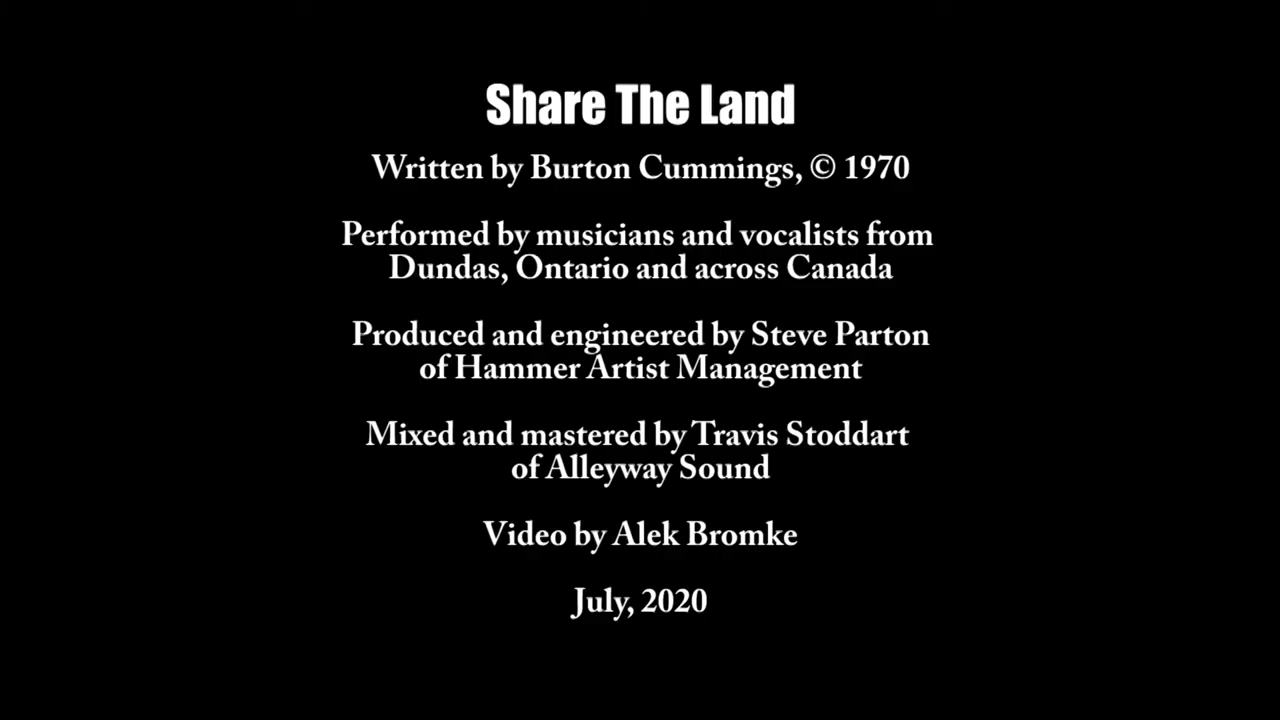 Share The Land
Written by Burton Cummings, © 1970
Performed by musicians and vocalists from
Dundas, Ontario and across Canada
Produced and engineered by Steve Parton
of Hammer Artist Management
Mixed and mastered by Travis Stoddart
of Alleyway Sound
Video by Alek Bromke
July, 2020